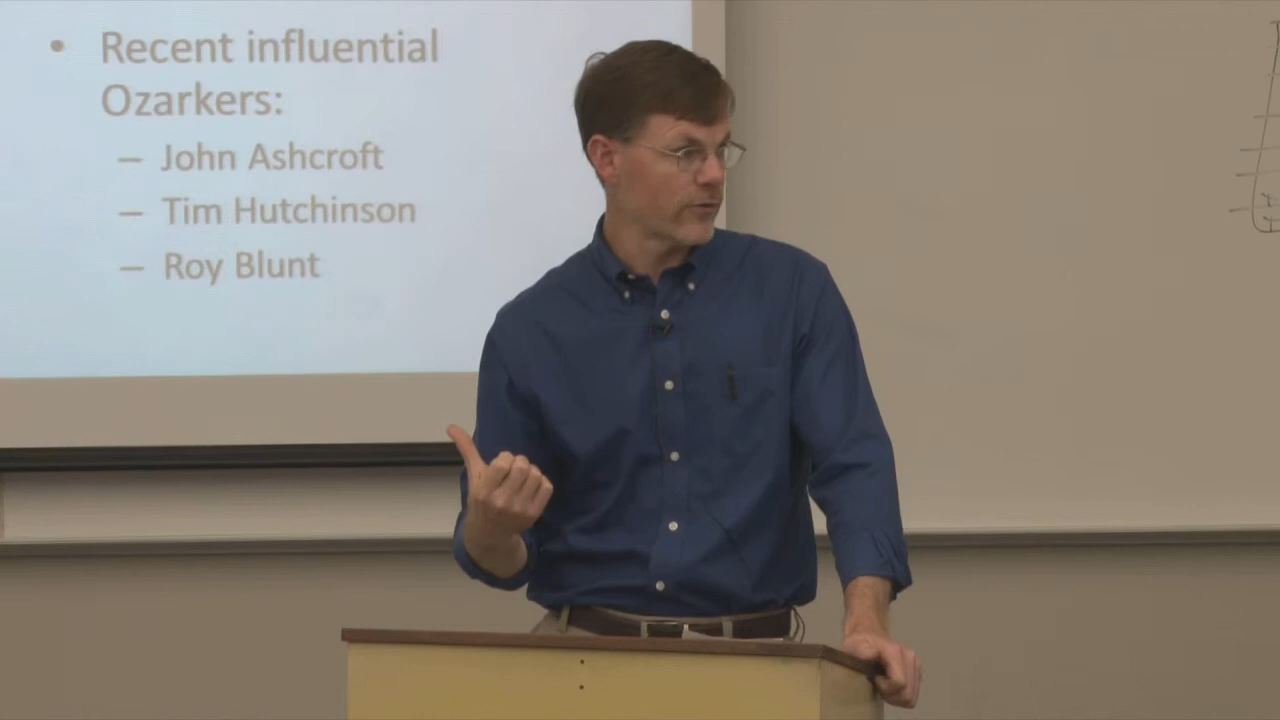 • Recent influential
Ozarkers:
– John Ashcroft
– Tim Hutchinson
– Roy Blunt